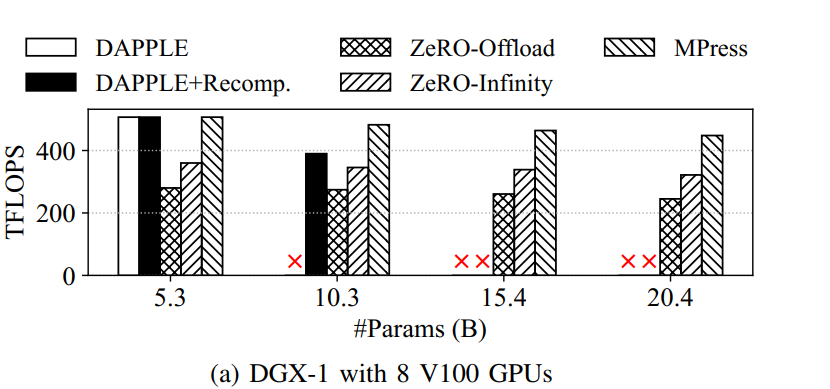 DAPPLE ZeRO-Offload MPress
DAPPLE+Recomp. ZeRO-Infinity
TFLOPS
400
200
0
× × × × ×
5.3 10.3 15.4 20.4
#Params (B)
(a) DGX-1 with 8 V100 GPUs